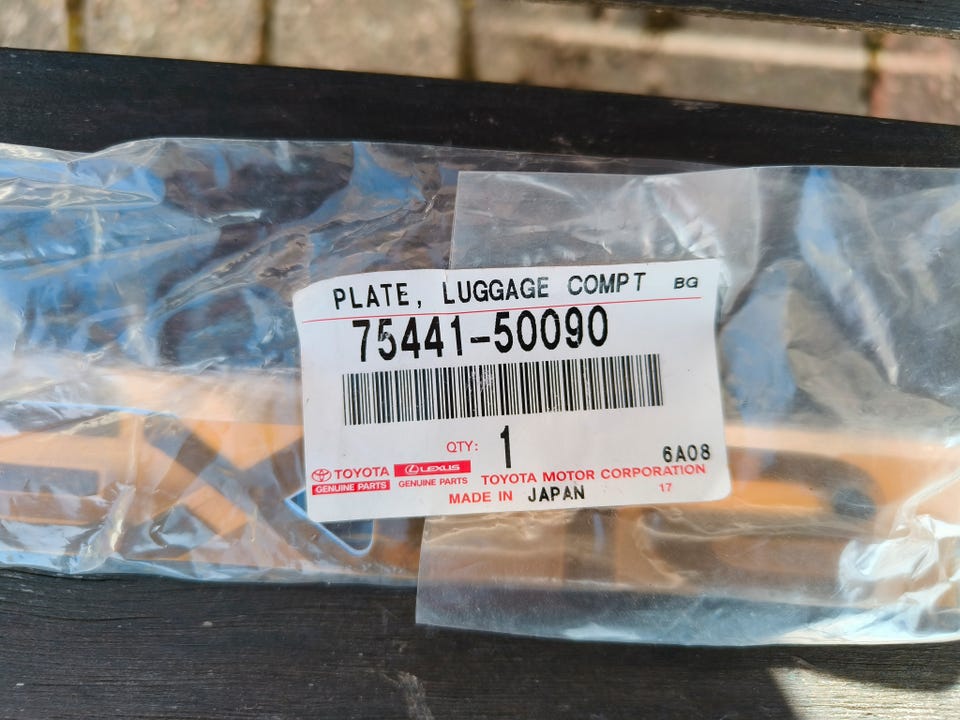 PLATE, LUGGAGE COMPT BG
75441-50090
QTY: 1
6A08
TOYOTA
GENUINE PARTS
LEXUS
GENUINE PARTS
TOYOTA MOTOR CORPORATION
MADE IN JAPAN
17